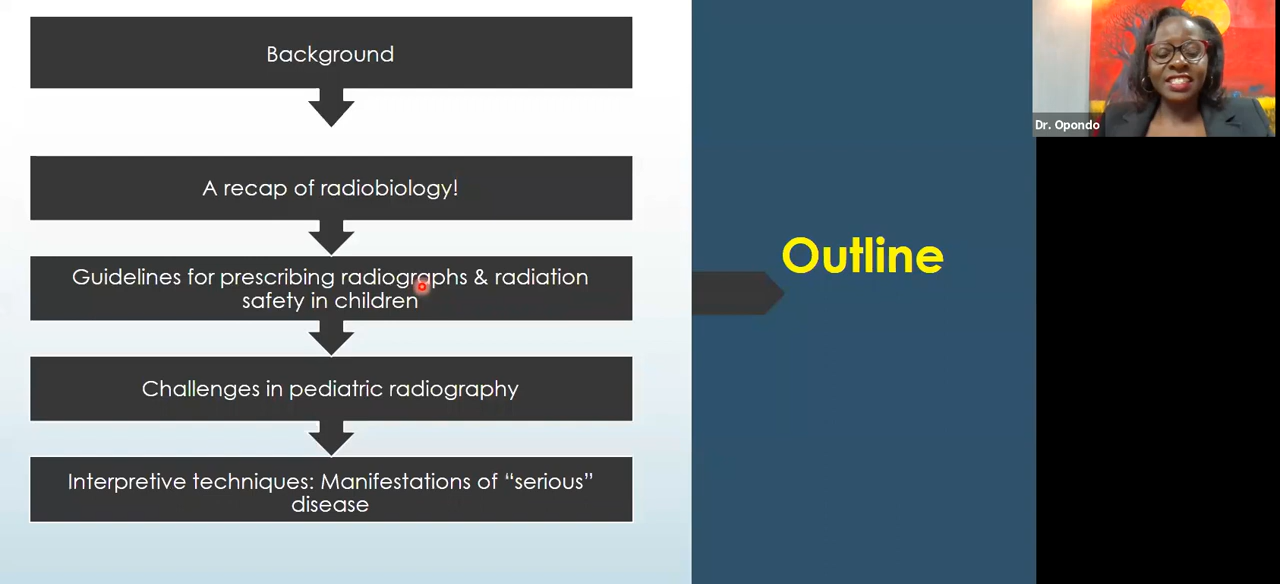 Background
A recap of radiobiology!
Guidelines for prescribing radiographs & radiation
safety in children
Challenges in pediatric radiography
Interpretive techniques: Manifestations of “serious”
disease
Outline
Dr. Opondo